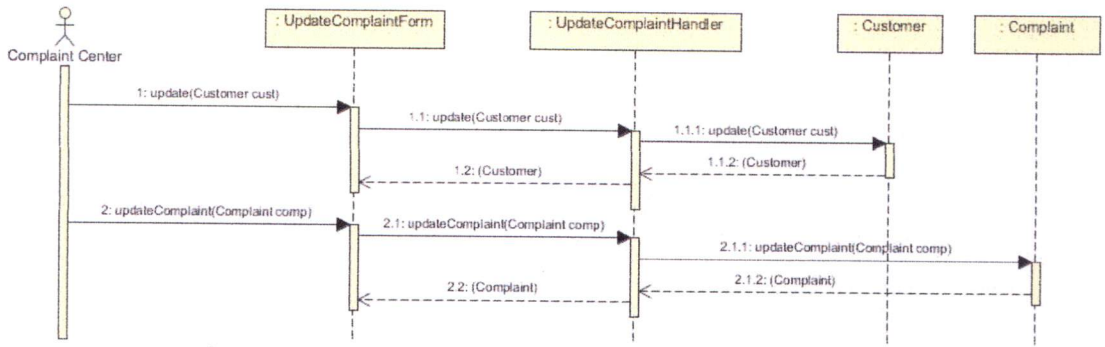 : UpdateComplaintForm
: UpdateComplaintHandler
: Customer
: Complaint
Complaint Center
1: update(Customer cust)
1.1: update(Customer cust)
1.1.1: update(Customer cust)
1.1.2: (Customer)
1.2: (Customer)
2: updateComplaint(Complaint comp)
2.1: updateComplaint(Complaint comp)
2.1.1: updateComplaint(Complaint comp)
2.1.2: (Complaint)
2.2: (Complaint)